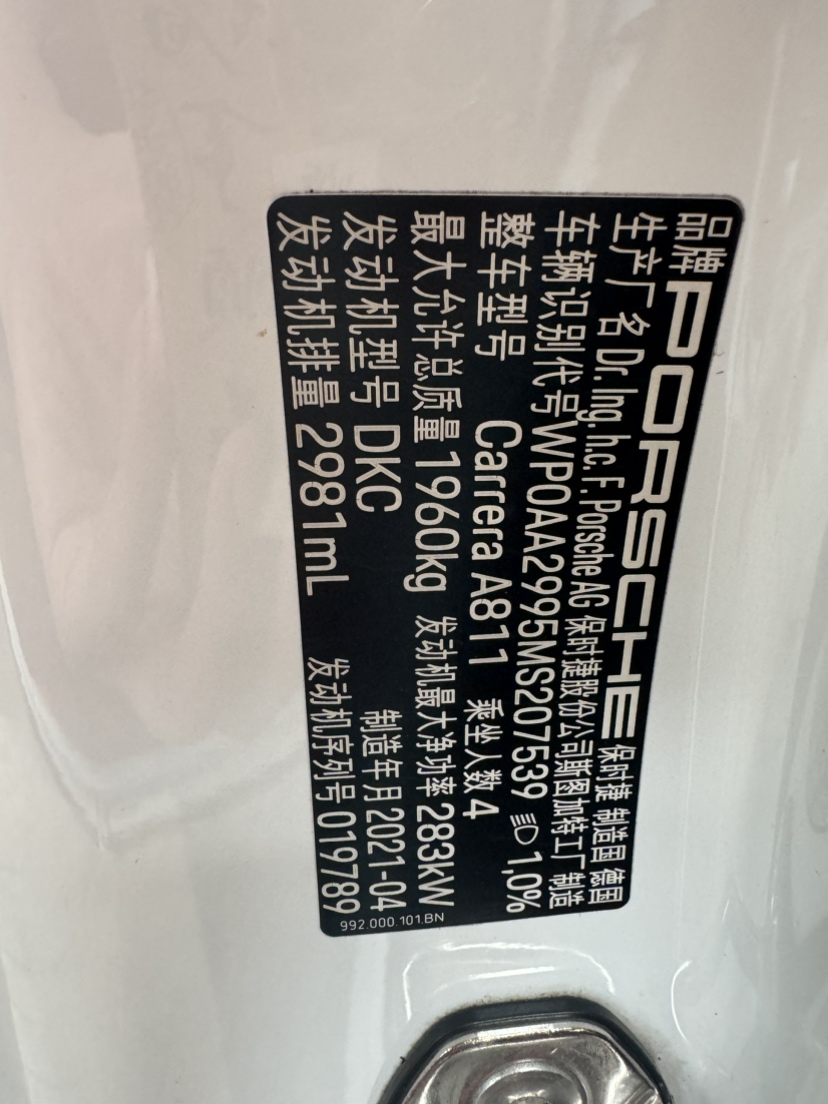 品牌 PORSCHE 保时捷 制造国 德国
生产厂名 Dr. Ing. h.c. F. Porsche AG 保时捷股份公司斯图加特工厂 制造
车辆识别代号 WP0AA2995MS207539 1,0%
整车型号 Carrera A811 乘坐人数 4
最大允许总质量 1960kg 发动机最大净功率 283kW
发动机型号 DKC 制造年月 2021-04
发动机排量 2981mL 发动机序列号 019789
992.000.101.BN